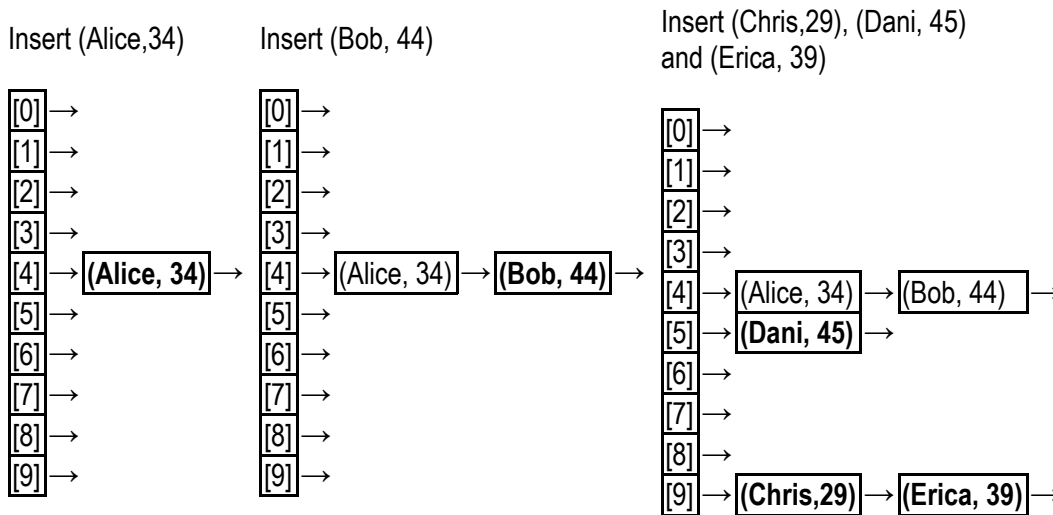 Insert (Alice,34)
[0] →
[1] →
[2] →
[3] →
[4] → (Alice, 34) →
[5] →
[6] →
[7] →
[8] →
[9] →
Insert (Bob, 44)
[0] →
[1] →
[2] →
[3] →
[4] → (Alice, 34) → (Bob, 44) →
[5] →
[6] →
[7] →
[8] →
[9] →
Insert (Chris,29), (Dani, 45)
and (Erica, 39)
[0] →
[1] →
[2] →
[3] →
[4] → (Alice, 34) → (Bob, 44) →
[5] → (Dani, 45) →
[6] →
[7] →
[8] →
[9] → (Chris,29) → (Erica, 39) →